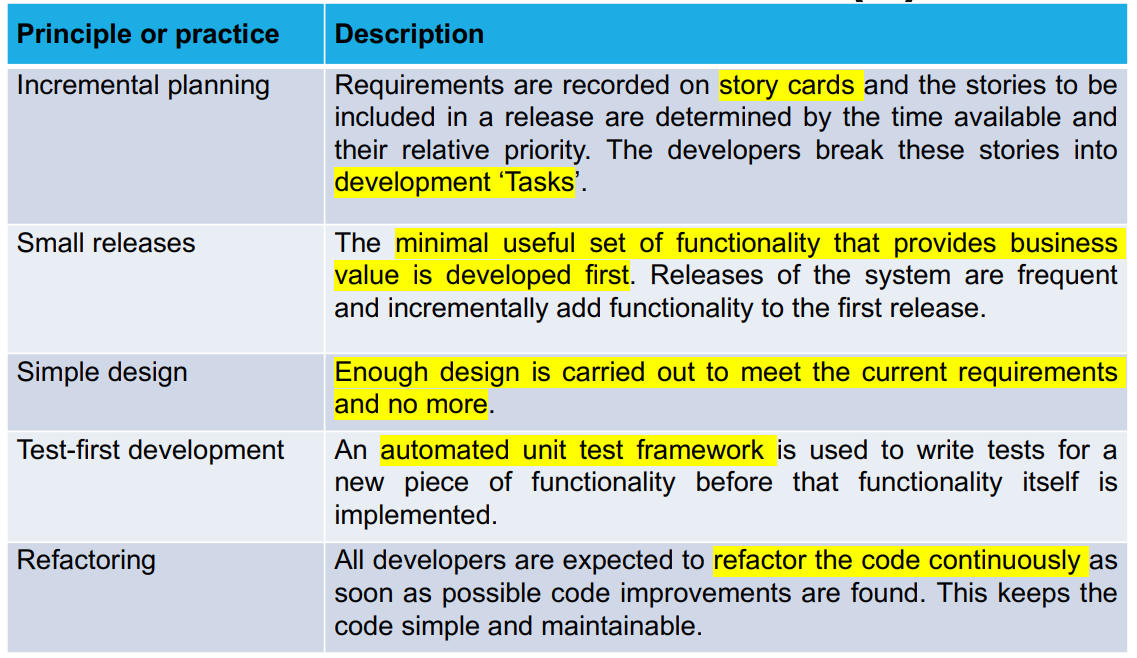 Principle or practice
Description
Incremental planning
Requirements are recorded on story cards and the stories to be
included in a release are determined by the time available and
their relative priority. The developers break these stories into
development ‘Tasks’.
Small releases
The minimal useful set of functionality that provides business
value is developed first. Releases of the system are frequent
and incrementally add functionality to the first release.
Simple design
Enough design is carried out to meet the current requirements
and no more.
Test-first development
An automated unit test framework is used to write tests for a
new piece of functionality before that functionality itself is
implemented.
Refactoring
All developers are expected to refactor the code continuously as
soon as possible code improvements are found. This keeps the
code simple and maintainable.